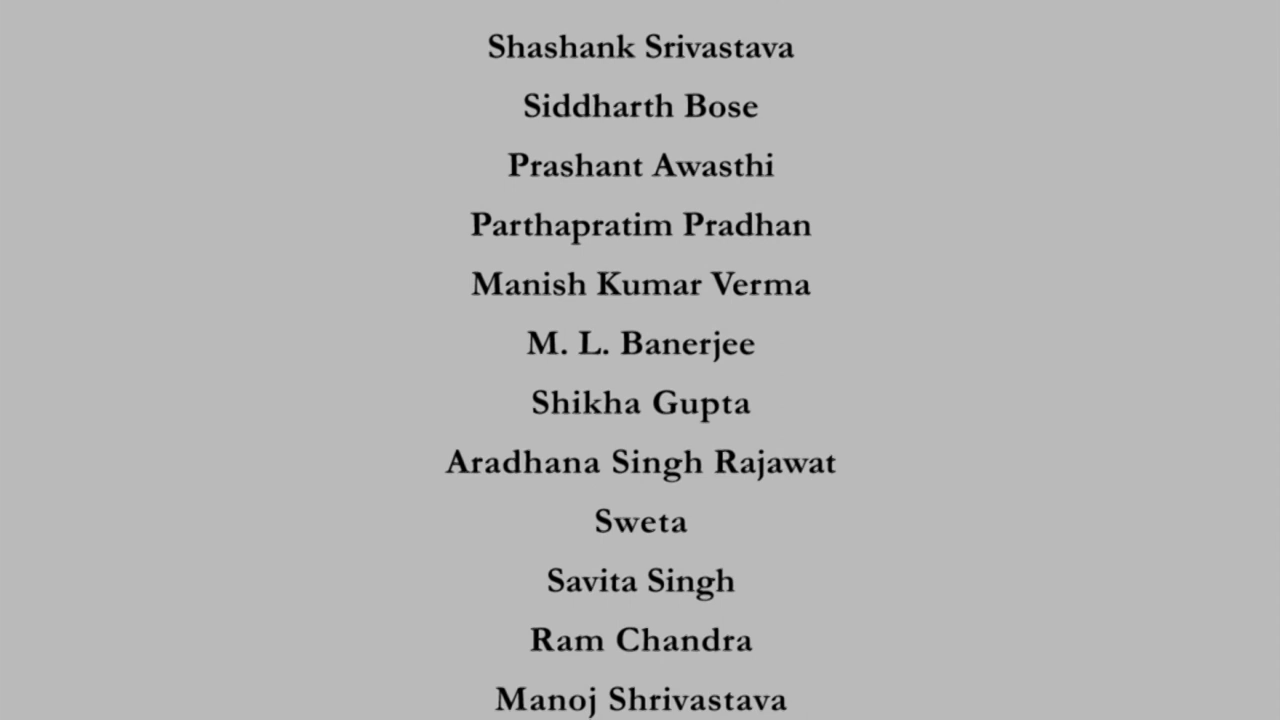 Shashank Srivastava
Siddharth Bose
Prashant Awasthi
Parthapratim Pradhan
Manish Kumar Verma
M. L. Banerjee
Shikha Gupta
Aradhana Singh Rajawat
Sweta
Savita Singh
Ram Chandra
Manoj Shrivastava